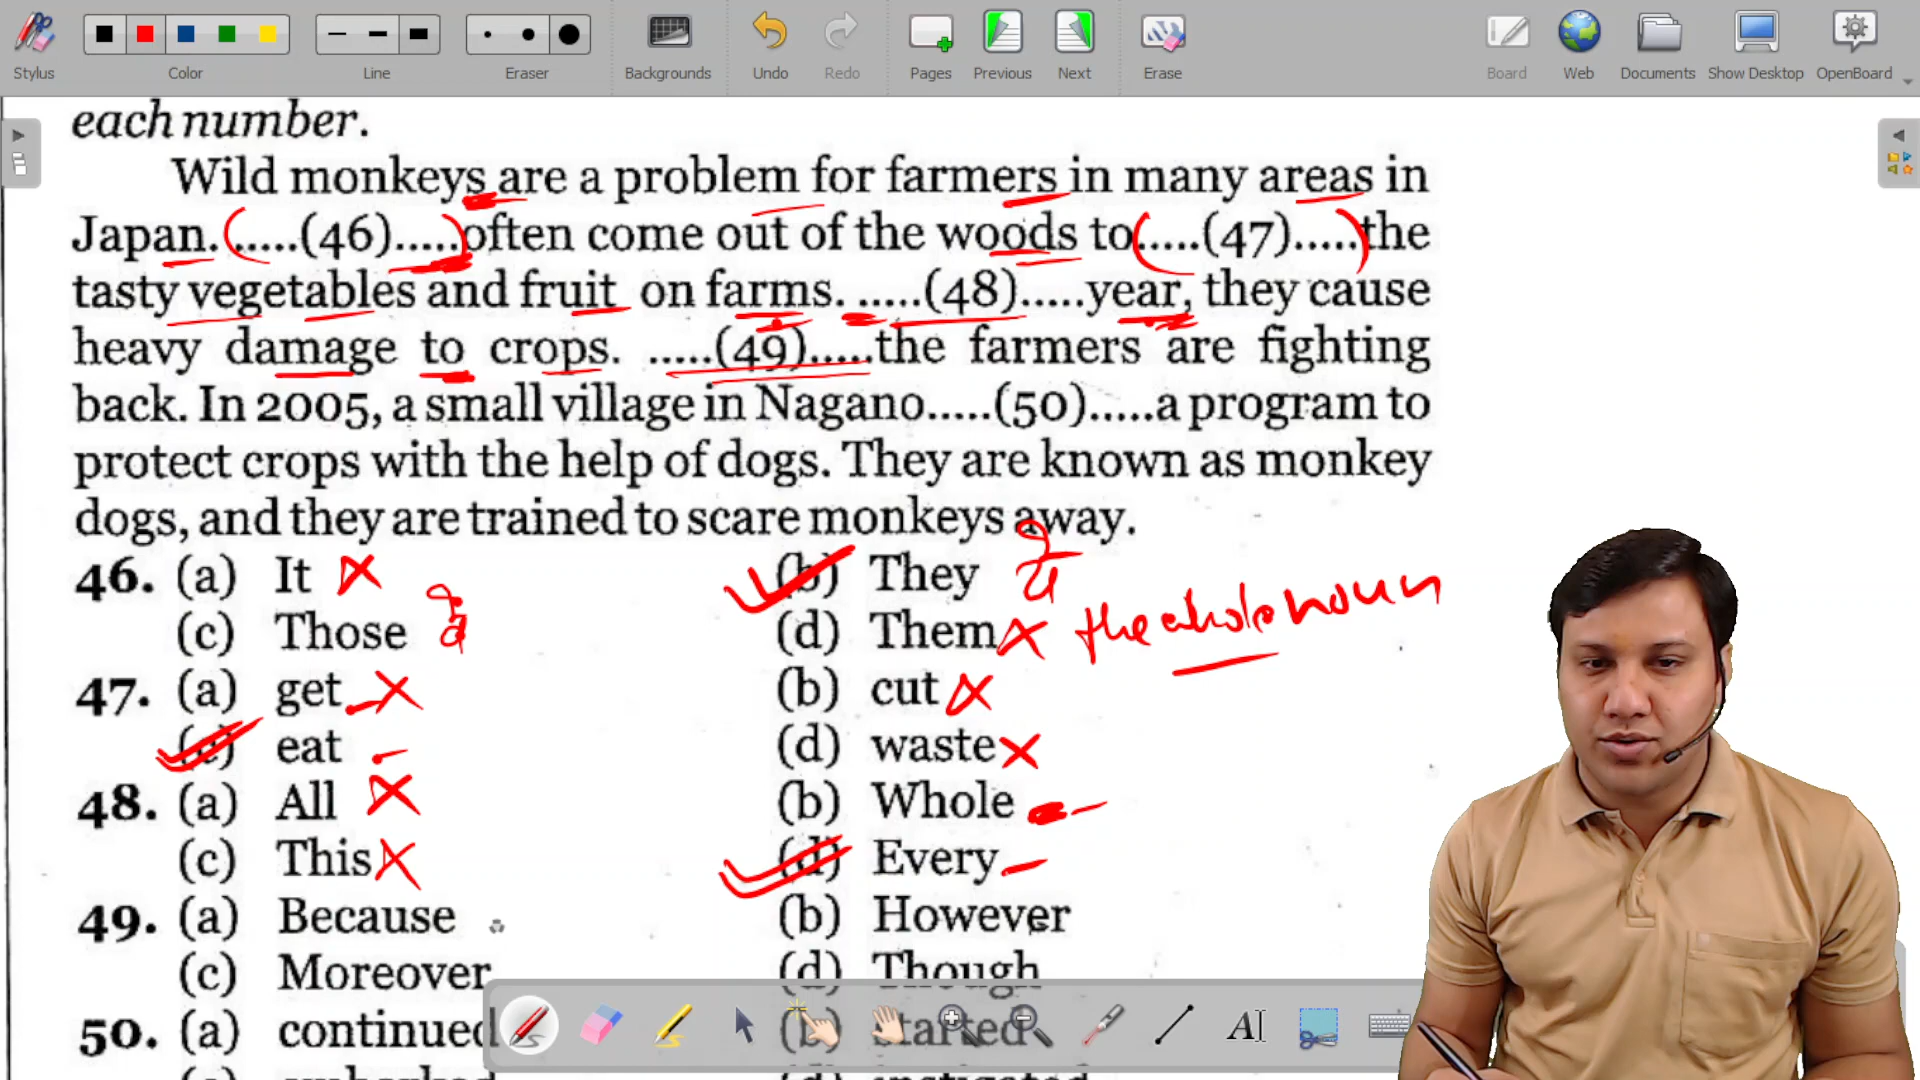 Stylus Color Line Eraser Backgrounds Undo Redo Pages Previous Next Erase Board Web Documents Show Desktop OpenBoard
each number.
Wild monkeys are a problem for farmers in many areas in
Japan. .....(46).....often come out of the woods to.....(47).....the
tasty vegetables and fruit on farms. .....(48).....year, they cause
heavy damage to crops. .....(49).....the farmers are fighting
back. In 2005, a small village in Nagano.....(50).....a program to
protect crops with the help of dogs. They are known as monkey
dogs, and they are trained to scare monkeys away.
46. (a) It (b) They
(c) Those (d) Them the whole noun
47. (a) get (b) cut
(c) eat (d) waste
48. (a) All (b) Whole
(c) This (d) Every
49. (a) Because (b) However
(c) Moreover (d) Though
50. (a) continued (b) started